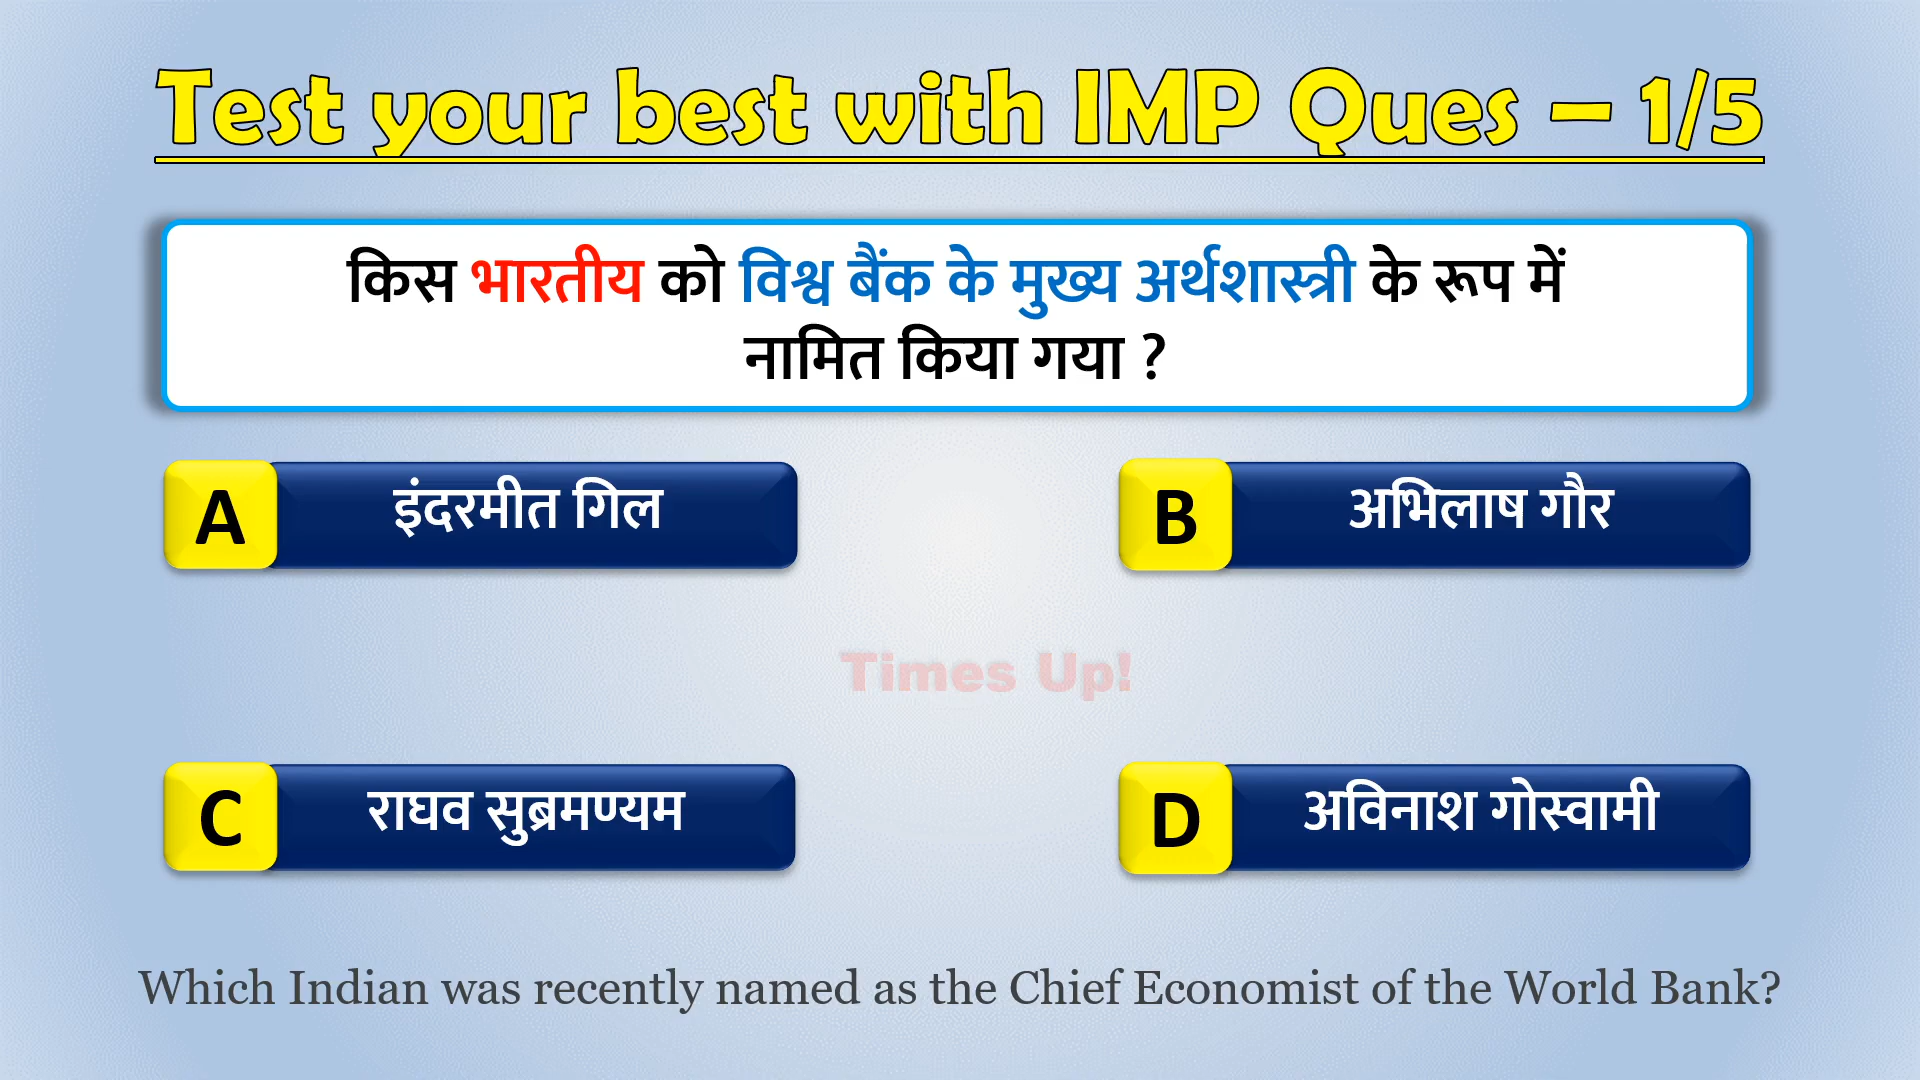 Test your best with IMP Ques – 1/5
किस भारतीय को विश्व बैंक के मुख्य अर्थशास्त्री के रूप में
नामित किया गया ?
A इंदरमीत गिल
B अभिलाष गौर
Times Up!
C राघव सुब्रमण्यम
D अविनाश गोस्वामी
Which Indian was recently named as the Chief Economist of the World Bank?